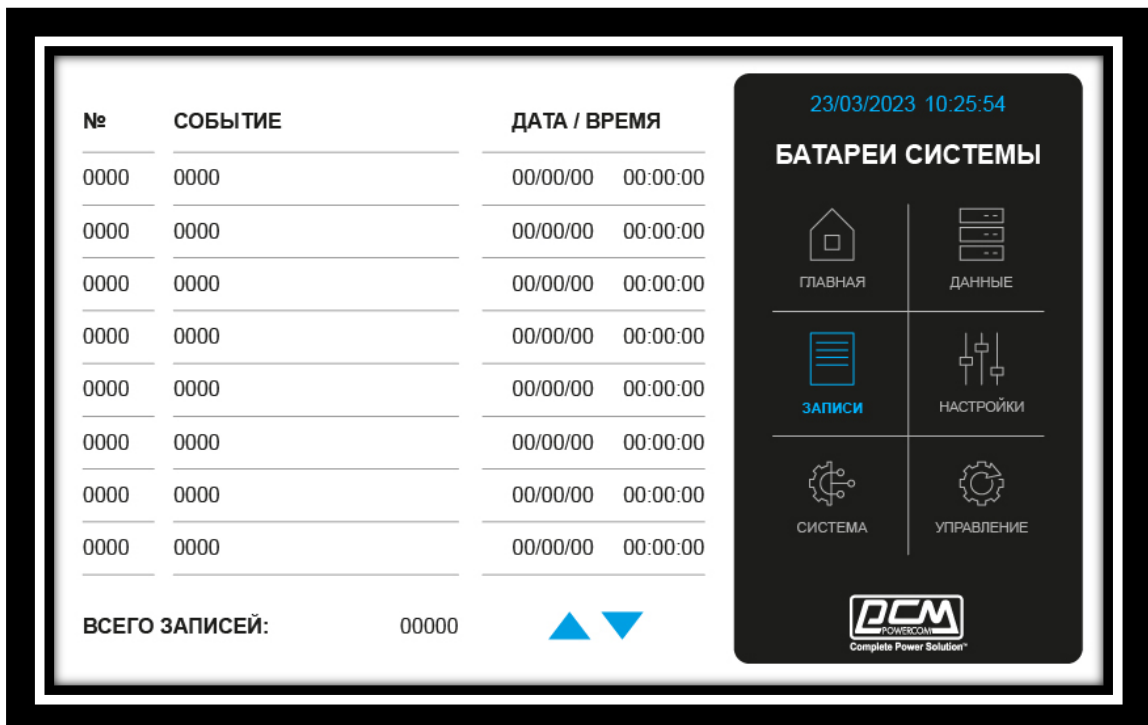 № СОБЫТИЕ ДАТА / ВРЕМЯ
0000 0000 00/00/00 00:00:00
0000 0000 00/00/00 00:00:00
0000 0000 00/00/00 00:00:00
0000 0000 00/00/00 00:00:00
0000 0000 00/00/00 00:00:00
0000 0000 00/00/00 00:00:00
0000 0000 00/00/00 00:00:00
0000 0000 00/00/00 00:00:00
ВСЕГО ЗАПИСЕЙ: 00000
23/03/2023 10:25:54
БАТАРЕИ СИСТЕМЫ
ГЛАВНАЯ ДАННЫЕ
ЗАПИСИ НАСТРОЙКИ
СИСТЕМА УПРАВЛЕНИЕ
PCM
POWERCOM
Complete Power Solution™